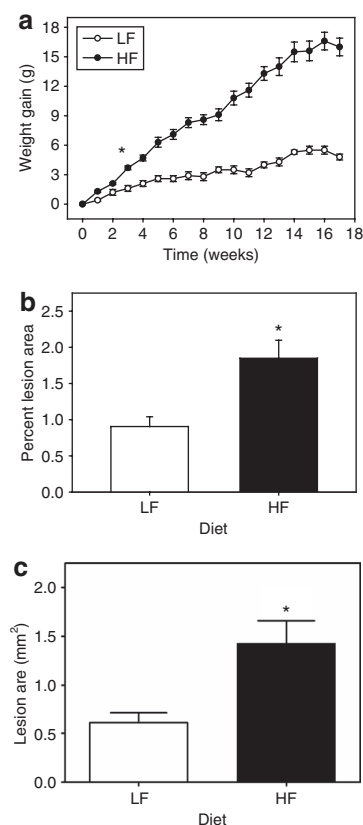 a
18
15
12
9
6
3
0
Weight gain (g)
LF
HF
*
0 2 4 6 8 10 12 14 16 18
Time (weeks)
b
2.5
2.0
1.5
1.0
0.5
0.0
Percent lesion area
*
LF HF
Diet
c
2.0
1.5
1.0
0.5
0.0
Lesion are (mm²)
*
LF HF
Diet